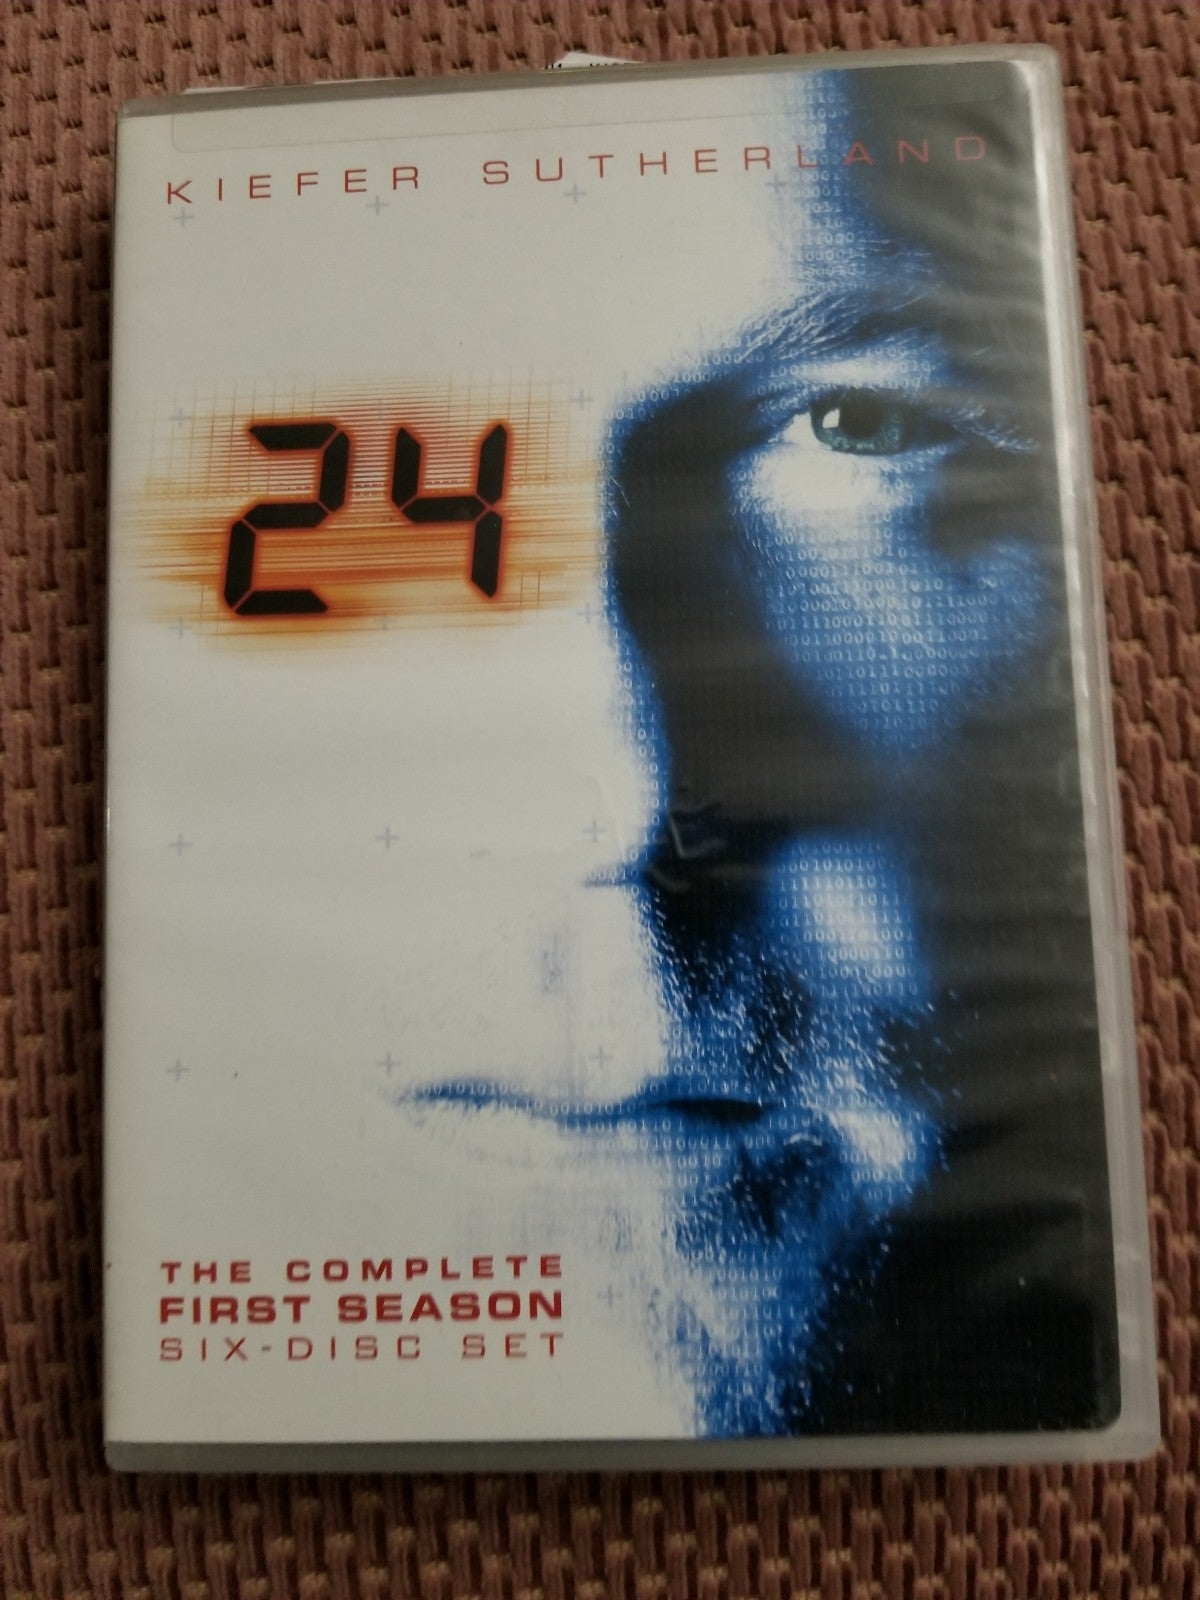 KIEFER SUTHERLAND
24
THE COMPLETE
FIRST SEASON
SIX-DISC SET